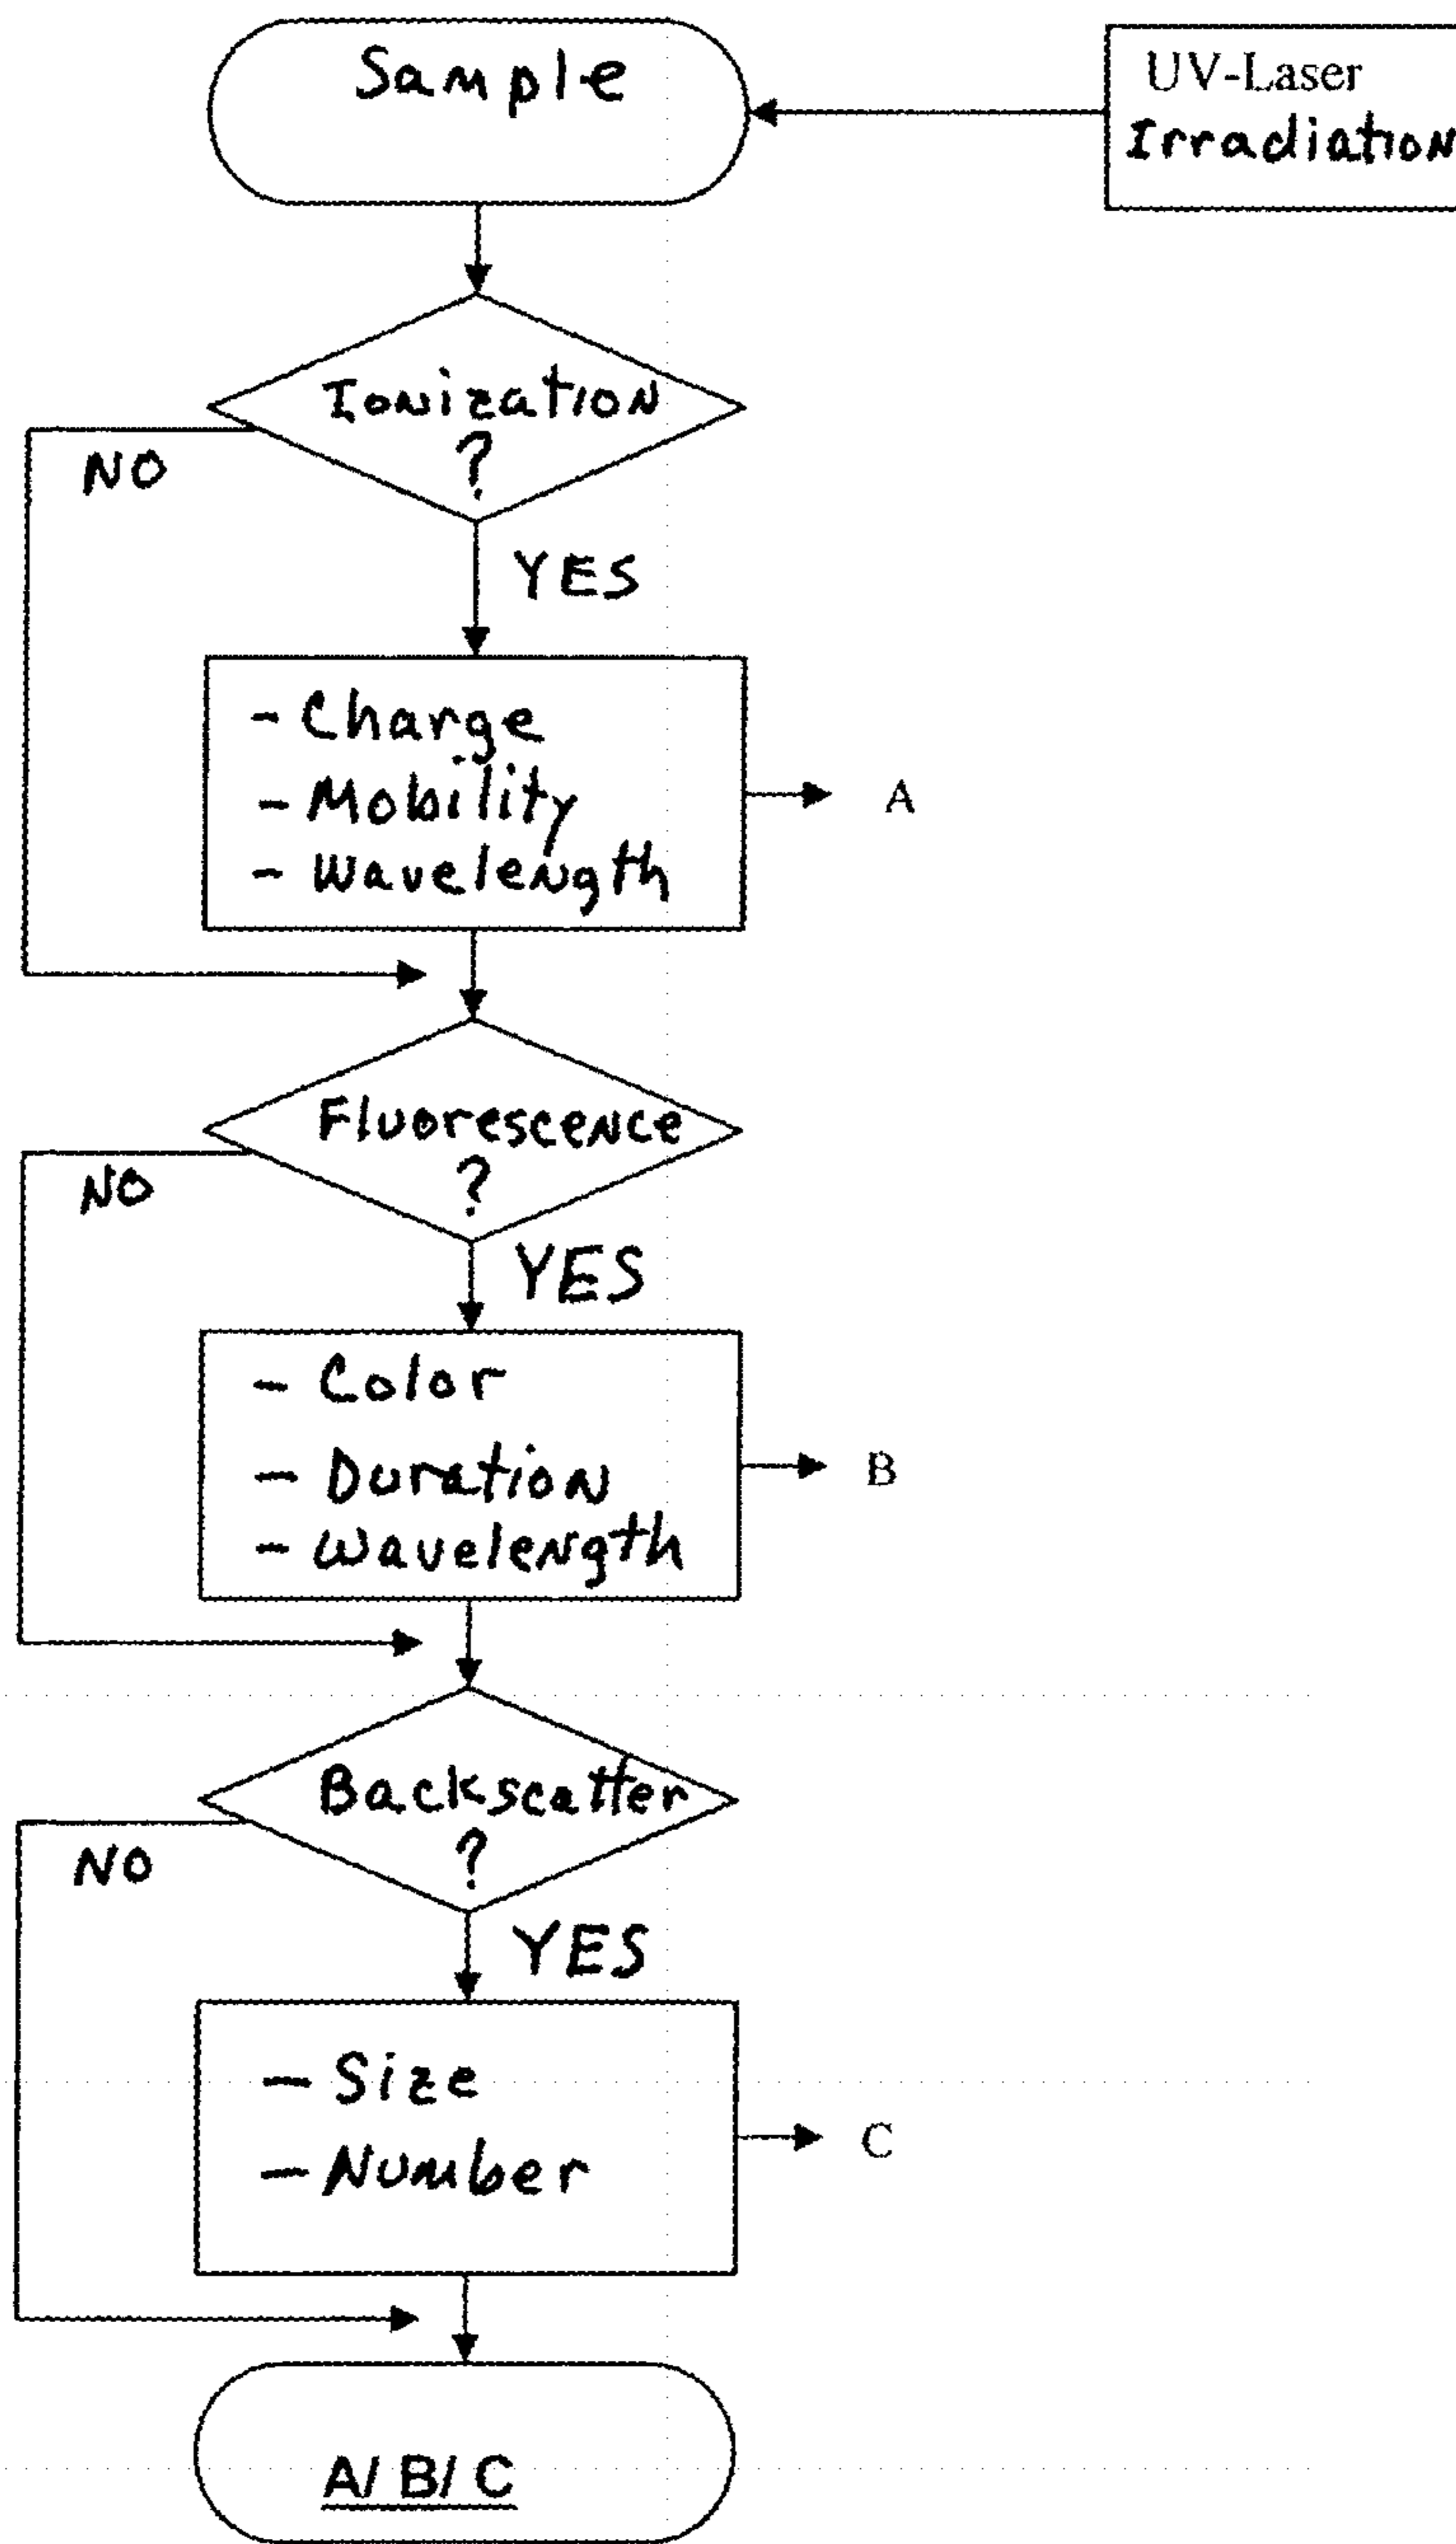 Sample
UV-Laser
Irradiation
Ionization
?
NO
YES
- Charge
- Mobility
- Wavelength
A
Fluorescence
?
NO
YES
- Color
- Duration
- Wavelength
B
Backscatter
?
NO
YES
- Size
- Number
C
A/ B/ C